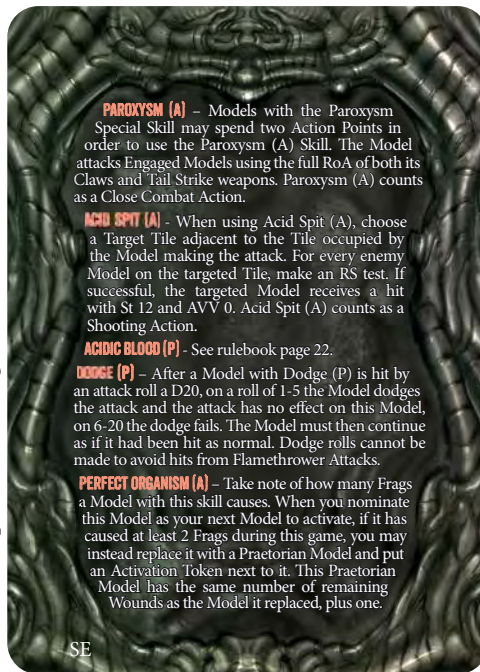 PAROXYSM (A) – Models with the Paroxysm
Special Skill may spend two Action Points in
order to use the Paroxysm (A) Skill. The Model
attacks Engaged Models using the full RoA of both its
Claws and Tail Strike weapons. Paroxysm (A) counts
as a Close Combat Action.
ACID SPIT (A) - When using Acid Spit (A), choose
a Target Tile adjacent to the Tile occupied by
the Model making the attack. For every enemy
Model on the targeted Tile, make an RS test. If
successful, the targeted Model receives a hit
with St 12 and AVV 0. Acid Spit (A) counts as a
Shooting Action.
ACIDIC BLOOD (P) - See rulebook page 22.
DODGE (P) – After a Model with Dodge (P) is hit by
an attack roll a D20, on a roll of 1-5 the Model dodges
the attack and the attack has no effect on this Model,
on 6-20 the dodge fails. The Model must then continue
as if it had been hit as normal. Dodge rolls cannot be
made to avoid hits from Flamethrower Attacks.
PERFECT ORGANISM (A) – Take note of how many Frags
a Model with this skill causes. When you nominate
this Model as your next Model to activate, if it has
caused at least 2 Frags during this game, you may
instead replace it with a Praetorian Model and put
an Activation Token next to it. This Praetorian
Model has the same number of remaining
Wounds as the Model it replaced, plus one.
SE